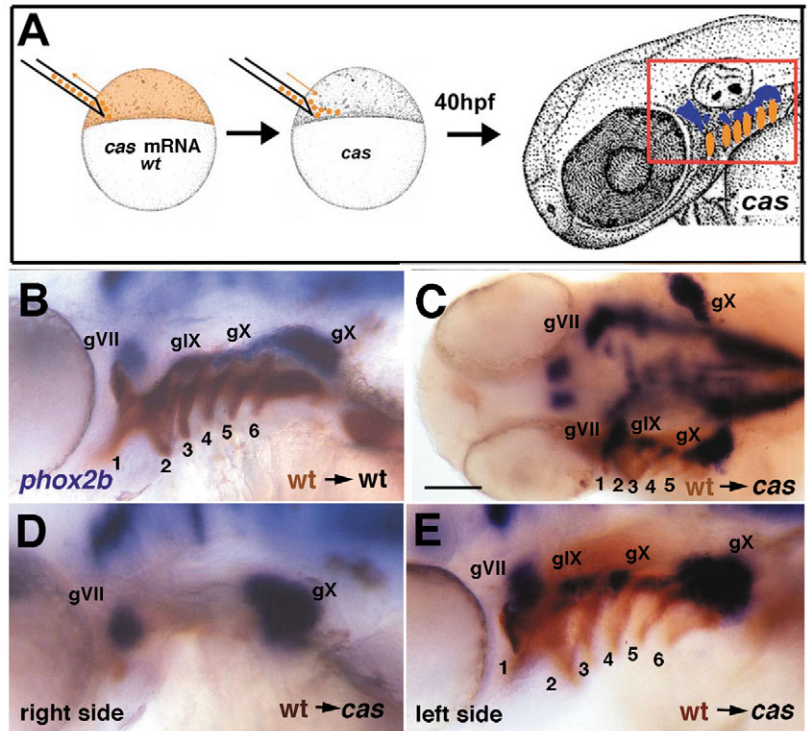 A
cas mRNA
wt
cas
40hpf
cas
B
gVII
gIX
gX
gX
1
2
3
4
5
6
phox2b
wt → wt
C
gVII
gX
gVII
gIX
gX
1 2 3 4 5
wt → cas
D
gVII
gX
right side
wt → cas
E
gVII
gIX
gX
gX
1
2
3
4
5
6
left side
wt → cas